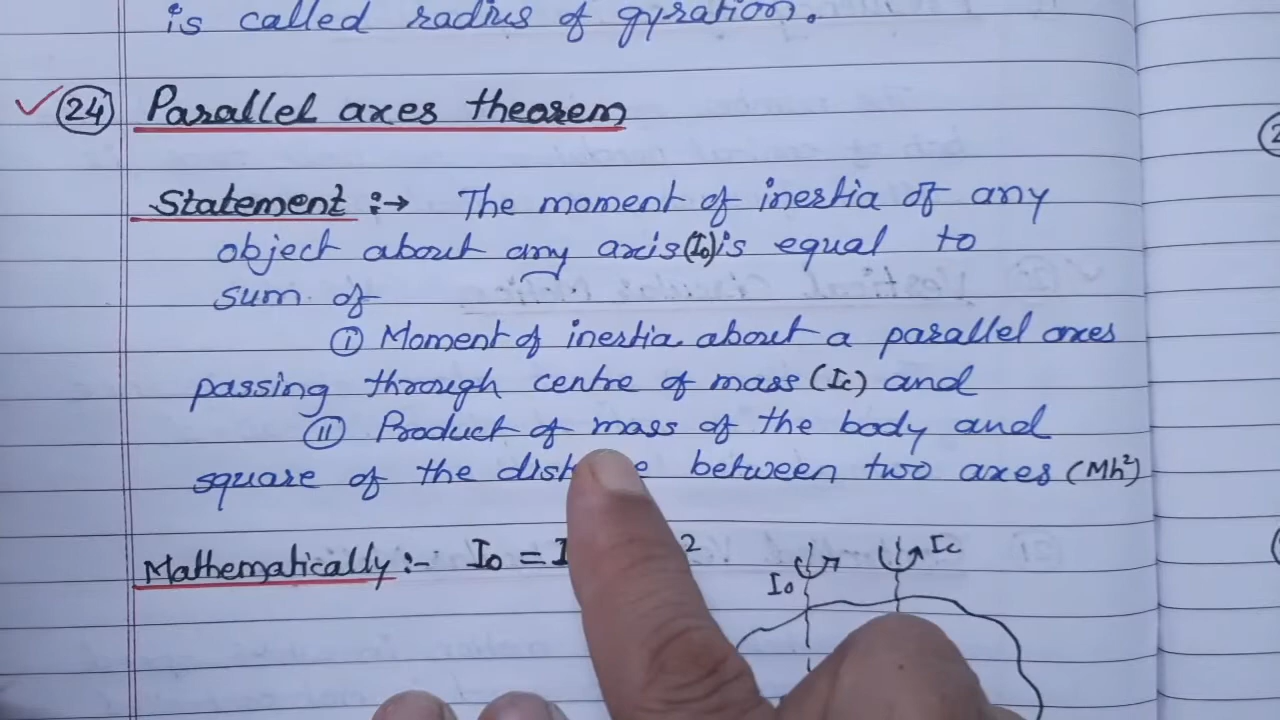 is called radius of gyration.
24 Parallel axes theorem
Statement :→ The moment of inertia of any
object about any axis (I₀) is equal to
sum of
(i) Moment of inertia about a parallel axes
passing through centre of mass (Ic) and
(ii) Product of mass of the body and
square of the between two axes (Mh²)
Mathematically :- I₀ = 2
I₀ Ic